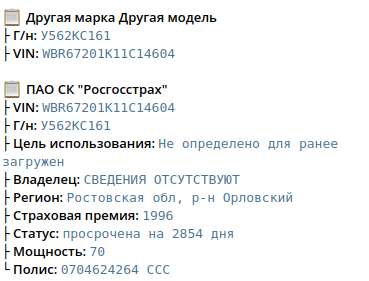 Другая марка Другая модель
├ Г/н: У562КС161
├ VIN: WBR67201K11C14604
ПАО СК "Росгосстрах"
├ VIN: WBR67201K11C14604
├ Г/н: У562КС161
├ Цель использования: Не определено для ранее
загружен
├ Владелец: СВЕДЕНИЯ ОТСУТСТВУЮТ
├ Регион: Ростовская обл, р-н Орловский
├ Страховая премия: 1996
├ Статус: просрочена на 2854 дня
├ Мощность: 70
└ Полис: 0704624264 ССС